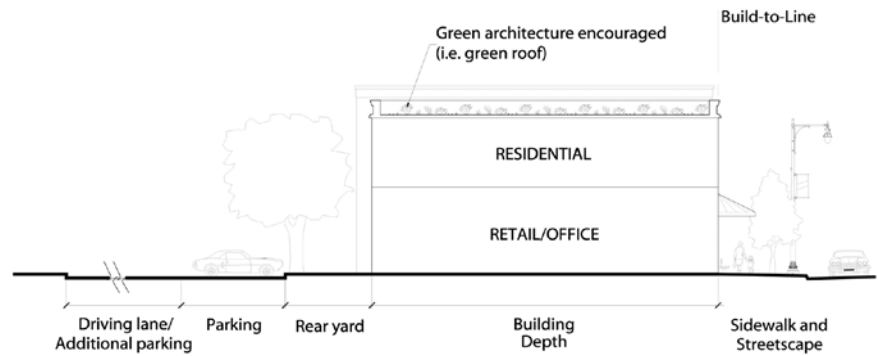 Build-to-Line
Green architecture encouraged
(i.e. green roof)
RESIDENTIAL
RETAIL/OFFICE
Driving lane/
Additional parking
Parking
Rear yard
Building
Depth
Sidewalk and
Streetscape